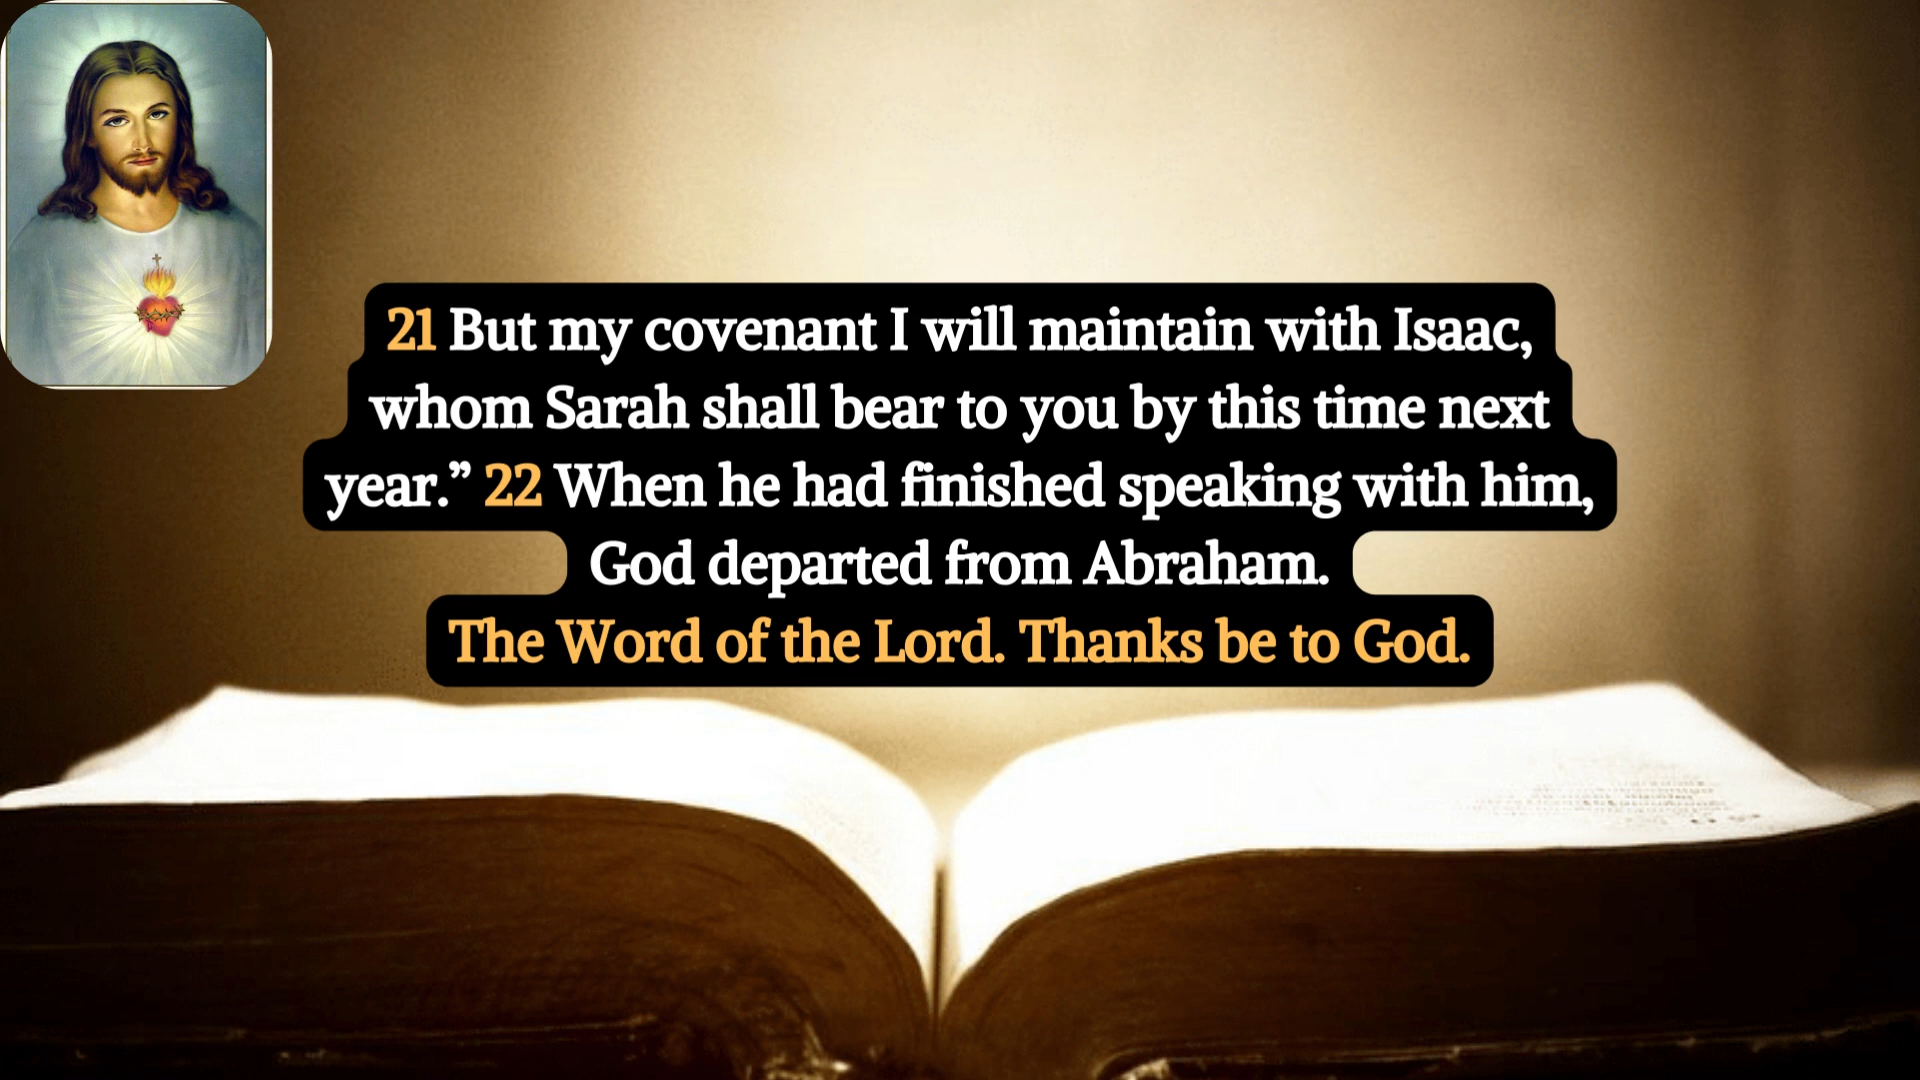 21 But my covenant I will maintain with Isaac,
whom Sarah shall bear to you by this time next
year.” 22 When he had finished speaking with him,
God departed from Abraham.
The Word of the Lord. Thanks be to God.